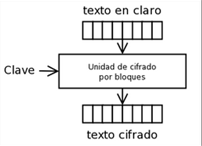 texto en claro
Clave
Unidad de cifrado
por bloques
texto cifrado